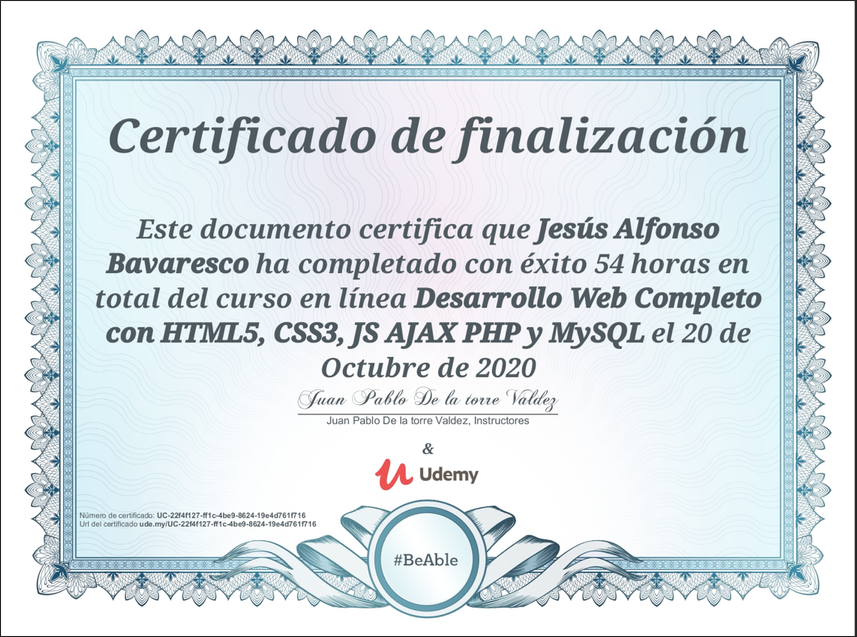 Certificado de finalización
Este documento certifica que Jesús Alfonso
Bavaresco ha completado con éxito 54 horas en
total del curso en línea Desarrollo Web Completo
con HTML5, CSS3, JS AJAX PHP y MySQL el 20 de
Octubre de 2020
Juan Pablo De la torre Valdez
Juan Pablo De la torre Valdez, Instructores
&
Udemy
Número de certificado: UC-22f4f127-ff1c-4be9-8624-19e4d761f716
Url del certificado ude.my/UC-22f4f127-ff1c-4be9-8624-19e4d761f716
#BeAble